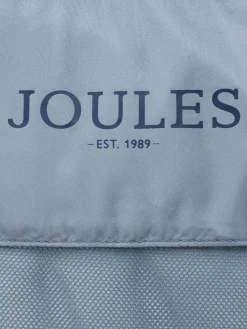 JOULES
- EST. 1989 -